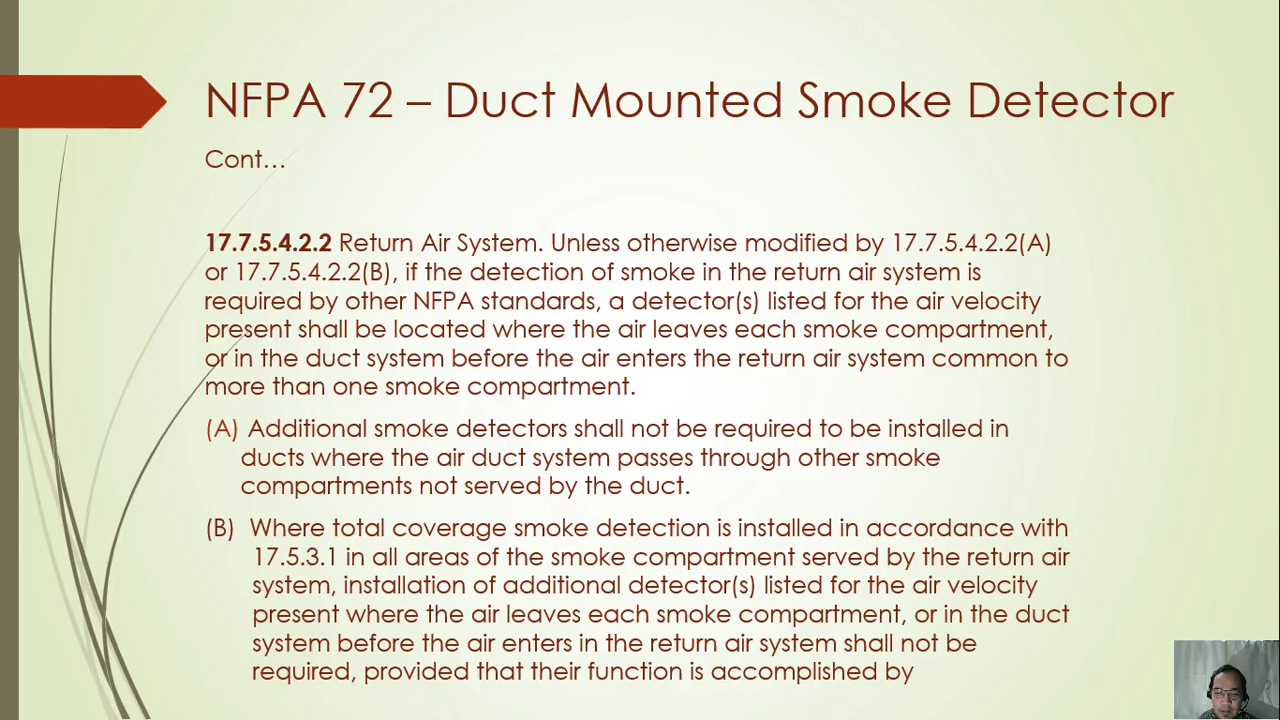 NFPA 72 – Duct Mounted Smoke Detector
Cont…
17.7.5.4.2.2 Return Air System. Unless otherwise modified by 17.7.5.4.2.2(A)
or 17.7.5.4.2.2(B), if the detection of smoke in the return air system is
required by other NFPA standards, a detector(s) listed for the air velocity
present shall be located where the air leaves each smoke compartment,
or in the duct system before the air enters the return air system common to
more than one smoke compartment.
(A) Additional smoke detectors shall not be required to be installed in
ducts where the air duct system passes through other smoke
compartments not served by the duct.
(B) Where total coverage smoke detection is installed in accordance with
17.5.3.1 in all areas of the smoke compartment served by the return air
system, installation of additional detector(s) listed for the air velocity
present where the air leaves each smoke compartment, or in the duct
system before the air enters in the return air system shall not be
required, provided that their function is accomplished by